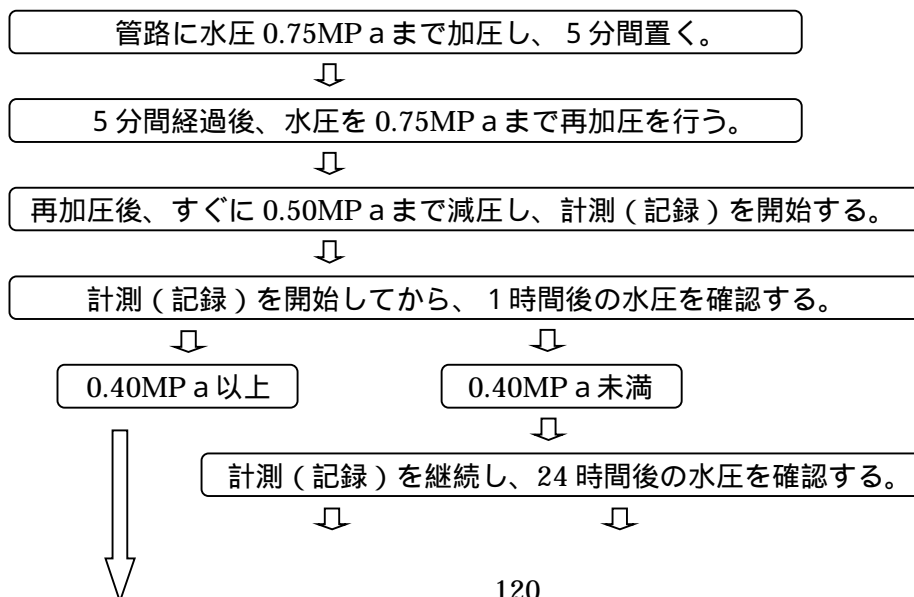 管路に水圧 0.75MPａまで加圧し、５分間置く。
５分間経過後、水圧を 0.75MPａまで再加圧を行う。
再加圧後、すぐに 0.50MPａまで減圧し、計測（記録）を開始する。
計測（記録）を開始してから、１時間後の水圧を確認する。
0.40MPａ以上
0.40MPａ未満
計測（記録）を継続し、24 時間後の水圧を確認する。
120